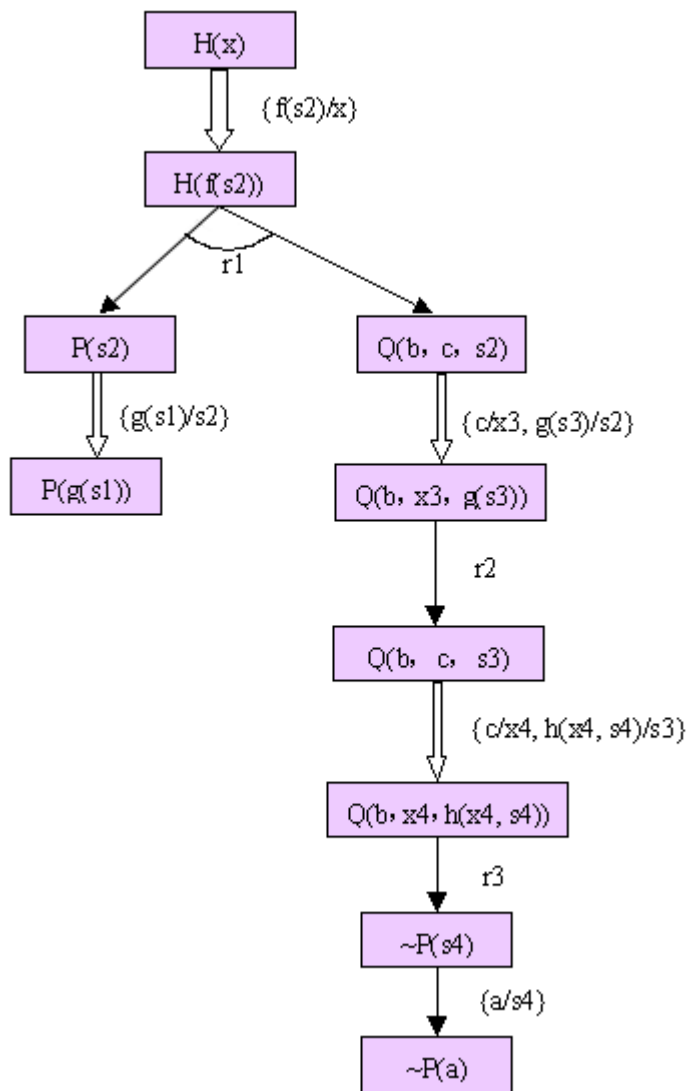 H(x)
{f(s2)/x}
H(f(s2))
r1
P(s2)
Q(b, c, s2)
{g(s1)/s2}
{c/x3, g(s3)/s2}
P(g(s1))
Q(b, x3, g(s3))
r2
Q(b, c, s3)
{c/x4, h(x4, s4)/s3}
Q(b, x4, h(x4, s4))
r3
~P(s4)
{a/s4}
~P(a)